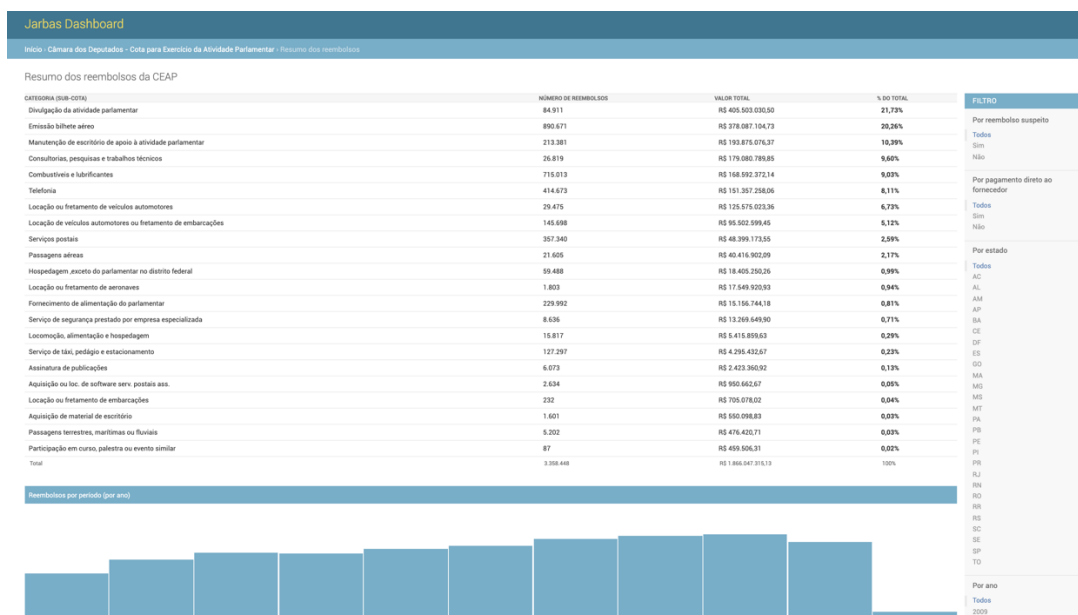 Jarbas Dashboard
Início › Câmara dos Deputados - Cota para Exercício da Atividade Parlamentar › Resumo dos reembolsos
Resumo dos reembolsos da CEAP
CATEGORIA (SUB-COTA) NÚMERO DE REEMBOLSOS VALOR TOTAL % DO TOTAL
Divulgação da atividade parlamentar 84.911 R$ 405.503.030,50 21,73%
Emissão bilhete aéreo 890.671 R$ 378.087.104,73 20,26%
Manutenção de escritório de apoio à atividade parlamentar 213.381 R$ 193.875.076,37 10,39%
Consultorias, pesquisas e trabalhos técnicos 26.819 R$ 179.080.789,85 9,60%
Combustíveis e lubrificantes 715.013 R$ 168.592.372,14 9,03%
Telefonia 414.673 R$ 151.357.258,06 8,11%
Locação ou fretamento de veículos automotores 29.475 R$ 125.575.023,36 6,73%
Locação de veículos automotores ou fretamento de embarcações 145.698 R$ 95.502.599,45 5,12%
Serviços postais 357.340 R$ 48.399.173,55 2,59%
Passagens aéreas 21.605 R$ 40.416.902,09 2,17%
Hospedagem ,exceto do parlamentar no distrito federal 59.488 R$ 18.405.250,26 0,99%
Locação ou fretamento de aeronaves 1.803 R$ 17.549.920,93 0,94%
Fornecimento de alimentação do parlamentar 229.992 R$ 15.156.744,18 0,81%
Serviço de segurança prestado por empresa especializada 8.636 R$ 13.269.649,90 0,71%
Locomoção, alimentação e hospedagem 15.817 R$ 5.415.859,63 0,29%
Serviço de táxi, pedágio e estacionamento 127.297 R$ 4.295.432,67 0,23%
Assinatura de publicações 6.073 R$ 2.423.360,92 0,13%
Aquisição ou loc. de software serv. postais ass. 2.634 R$ 950.662,67 0,05%
Locação ou fretamento de embarcações 232 R$ 705.078,02 0,04%
Aquisição de material de escritório 1.601 R$ 550.098,83 0,03%
Passagens terrestres, marítimas ou fluviais 5.202 R$ 476.420,71 0,03%
Participação em curso, palestra ou evento similar 87 R$ 459.506,31 0,02%
Total 3.358.448 R$ 1.866.047.315,13 100%
Reembolsos por período (por ano)
FILTRO
Por reembolso suspeito
Todos
Sim
Não
Por pagamento direto ao
fornecedor
Todos
Sim
Não
Por estado
Todos
AC
AL
AM
AP
BA
CE
DF
ES
GO
MA
MG
MS
MT
PA
PB
PE
PI
PR
RJ
RN
RO
RR
RS
SC
SE
SP
TO
Por ano
Todos
2009